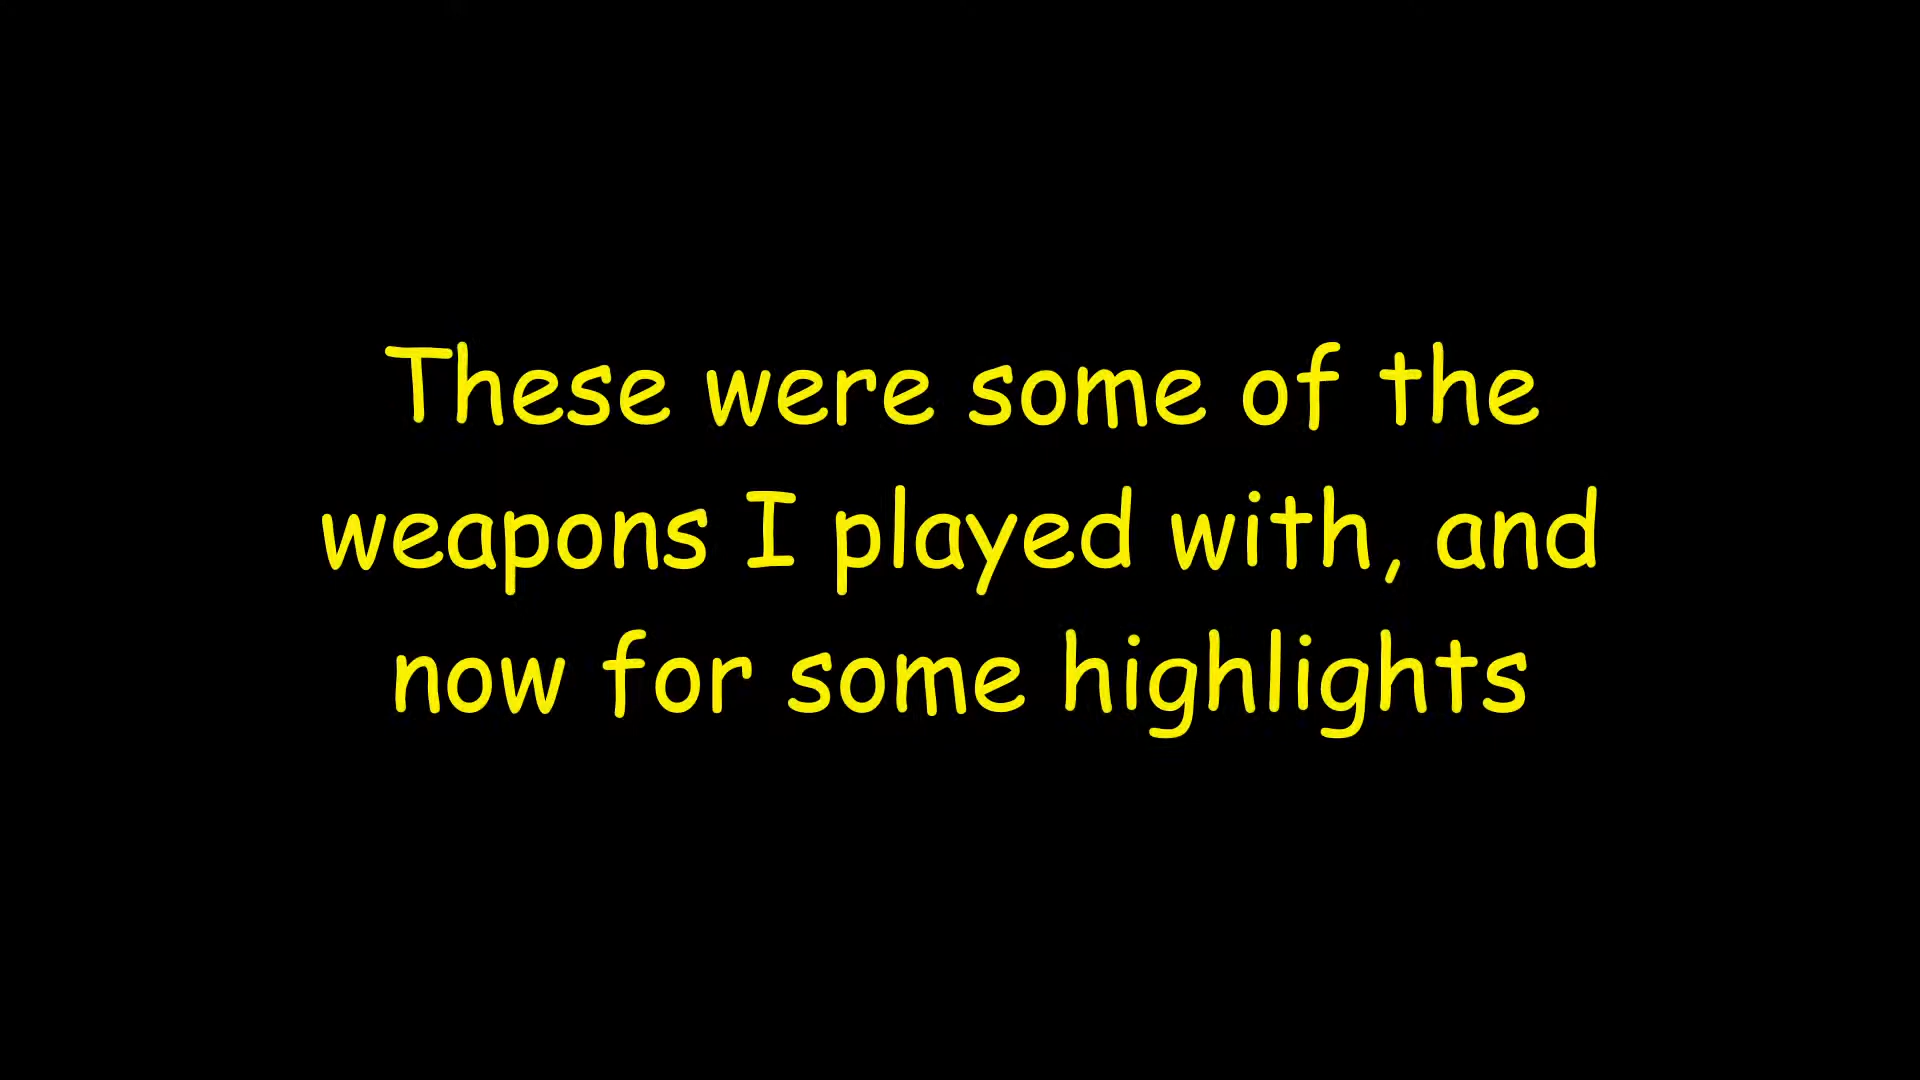 These were some of the
weapons I played with, and
now for some highlights